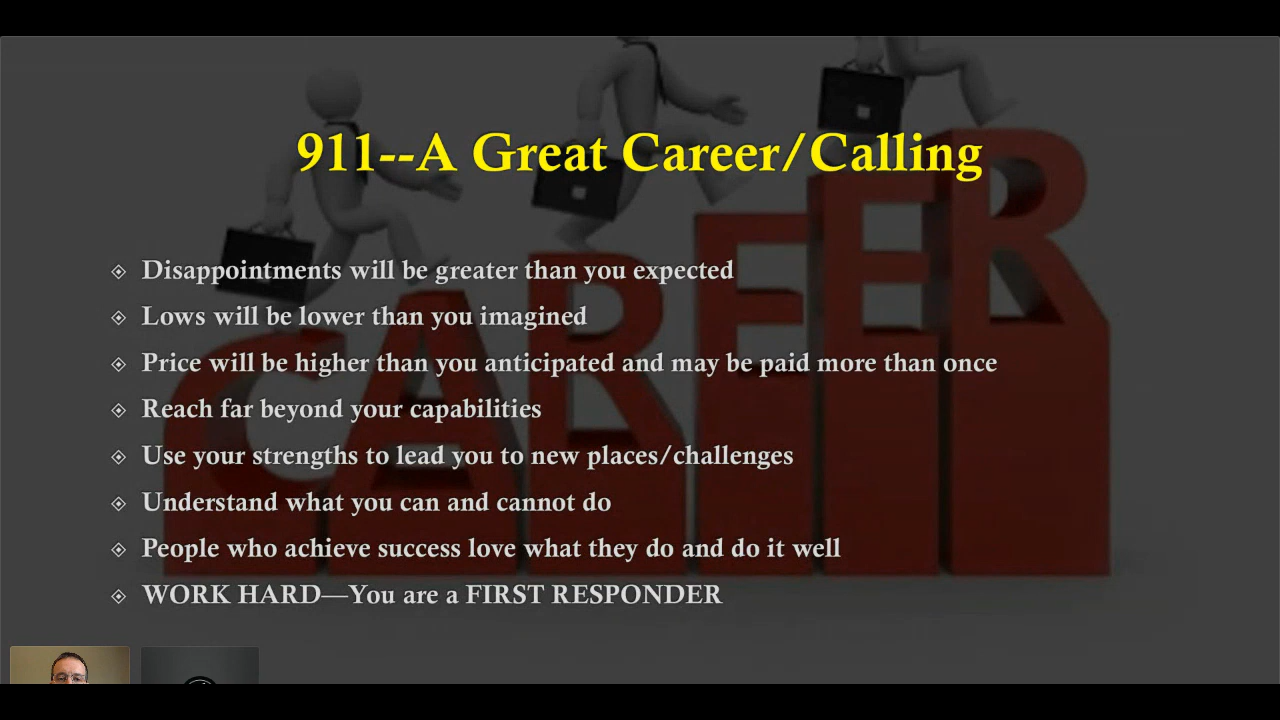 911--A Great Career/Calling
Disappointments will be greater than you expected
Lows will be lower than you imagined
Price will be higher than you anticipated and may be paid more than once
Reach far beyond your capabilities
Use your strengths to lead you to new places/challenges
Understand what you can and cannot do
People who achieve success love what they do and do it well
WORK HARD—You are a FIRST RESPONDER
CAREER